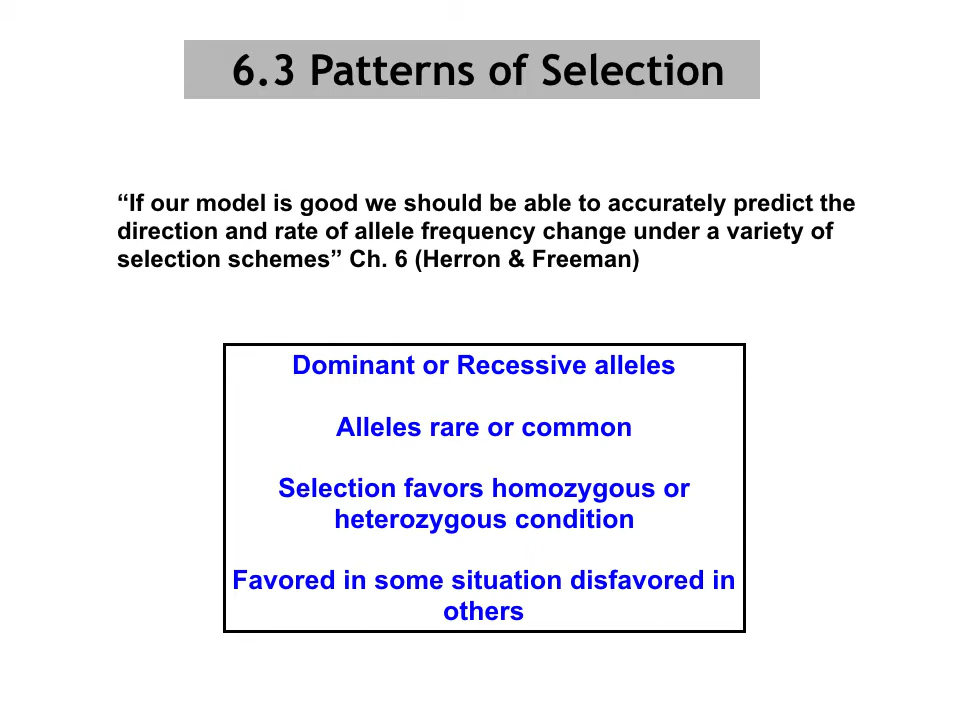 6.3 Patterns of Selection
“If our model is good we should be able to accurately predict the
direction and rate of allele frequency change under a variety of
selection schemes” Ch. 6 (Herron & Freeman)
Dominant or Recessive alleles
Alleles rare or common
Selection favors homozygous or
heterozygous condition
Favored in some situation disfavored in
others